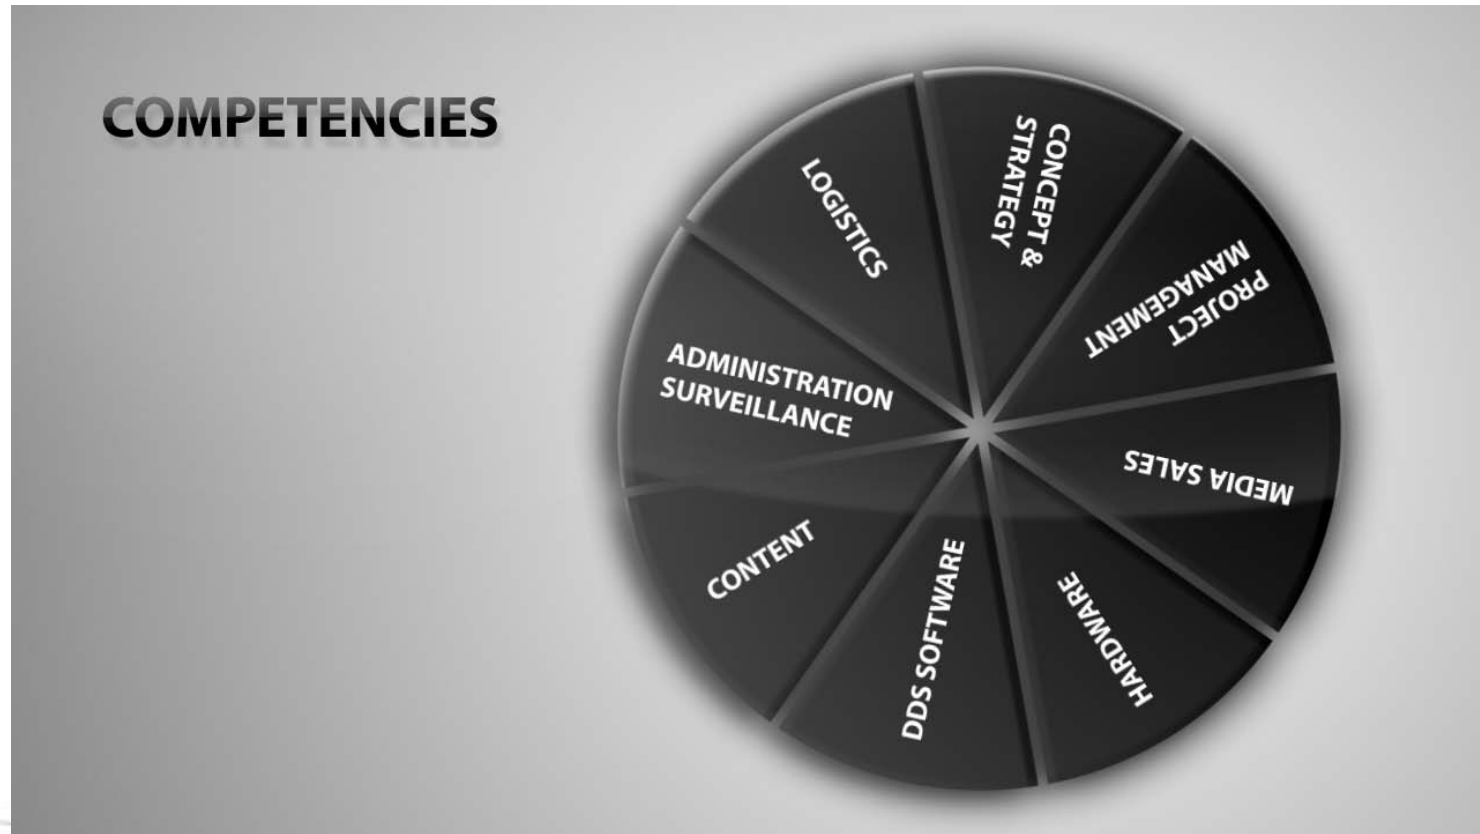 COMPETENCIES
CONCEPT &
STRATEGY
PROJECT
MANAGEMENT
MEDIA SALES
HARDWARE
DDS SOFTWARE
CONTENT
ADMINISTRATION
SURVEILLANCE
LOGISTICS